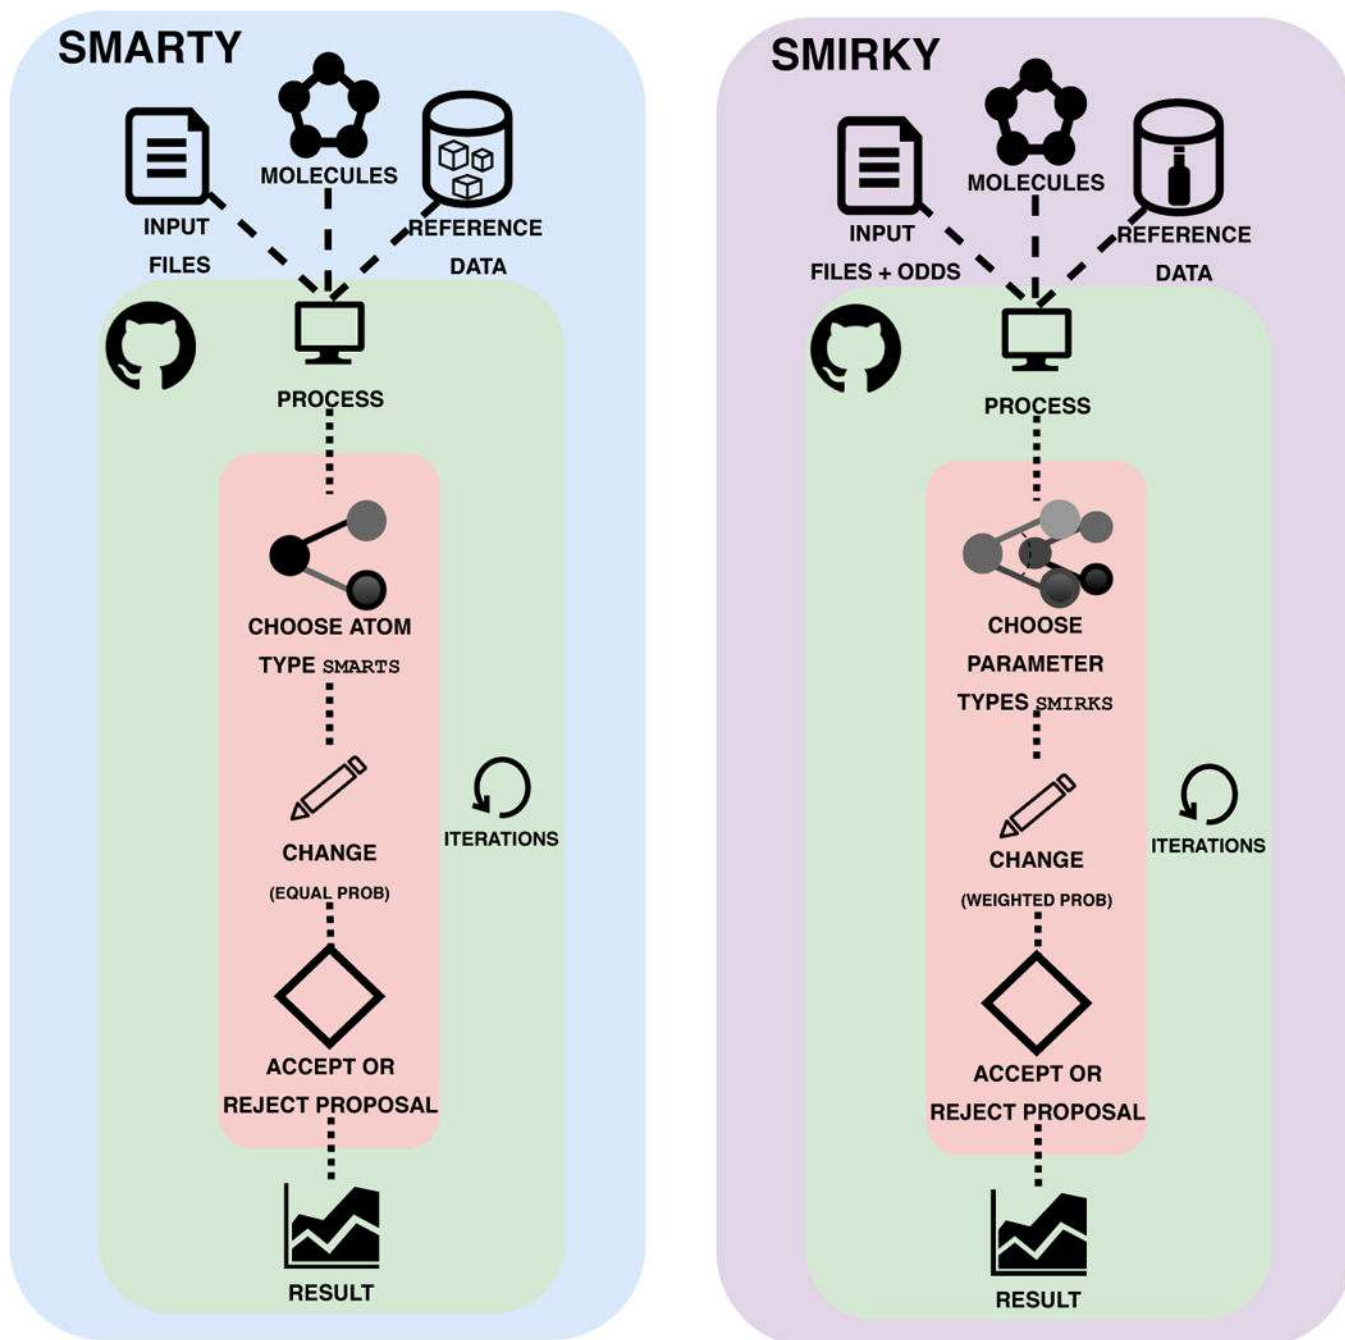 SMARTY
MOLECULES
INPUT
FILES
REFERENCE
DATA
PROCESS
CHOOSE ATOM
TYPE SMARTS
CHANGE
(EQUAL PROB)
ITERATIONS
ACCEPT OR
REJECT PROPOSAL
RESULT
SMIRKY
MOLECULES
INPUT
FILES + ODDS
REFERENCE
DATA
PROCESS
CHOOSE
PARAMETER
TYPES SMIRKS
CHANGE
(WEIGHTED PROB)
ITERATIONS
ACCEPT OR
REJECT PROPOSAL
RESULT